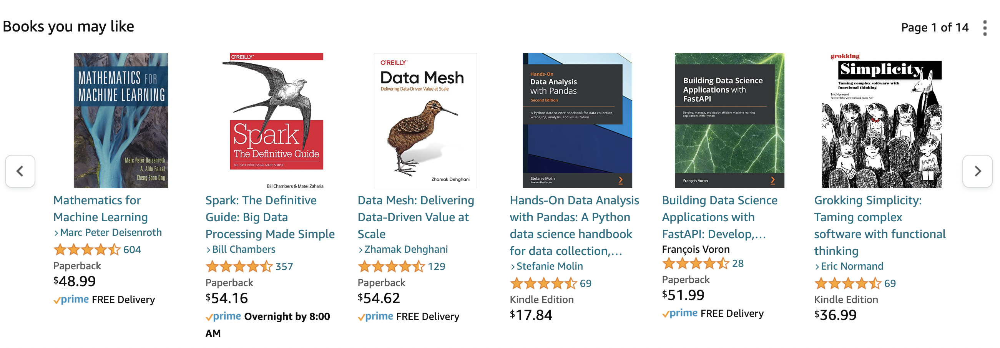 Books you may like
Page 1 of 14
MATHEMATICS FOR
MACHINE LEARNING
Marc Peter Deisenroth
A. Aldo Faisal
Cheng Soon Ong
Mathematics for
Machine Learning
›Marc Peter Deisenroth
604
Paperback
$48.99
prime FREE Delivery
O'REILLY®
Spark
The Definitive Guide
BIG DATA PROCESSING MADE SIMPLE
Bill Chambers & Matei Zaharia
Spark: The Definitive
Guide: Big Data
Processing Made Simple
›Bill Chambers
357
Paperback
$54.16
prime Overnight by 8:00
AM
O'REILLY®
Data Mesh
Delivering Data-Driven Value at Scale
Zhamak Dehghani
Data Mesh: Delivering
Data-Driven Value at
Scale
›Zhamak Dehghani
129
Paperback
$54.62
prime FREE Delivery
Hands-On
Data Analysis
with Pandas
Second Edition
A Python data science handbook for data collection,
wrangling, analysis, and visualization
Stefanie Molin
Foreword by Ken Jee
Hands-On Data Analysis
with Pandas: A Python
data science handbook
for data collection,…
›Stefanie Molin
69
Kindle Edition
$17.84
Building Data Science
Applications with
FastAPI
Develop, manage, and deploy efficient machine learning
applications with Python
François Voron
Building Data Science
Applications with
FastAPI: Develop,…
François Voron
28
Paperback
$51.99
prime FREE Delivery
grokking
Simplicity
Taming complex software with
functional thinking
Eric Normand
Forewords by Guy Steele and Jessica Kerr
Grokking Simplicity:
Taming complex
software with functional
thinking
›Eric Normand
69
Kindle Edition
$36.99